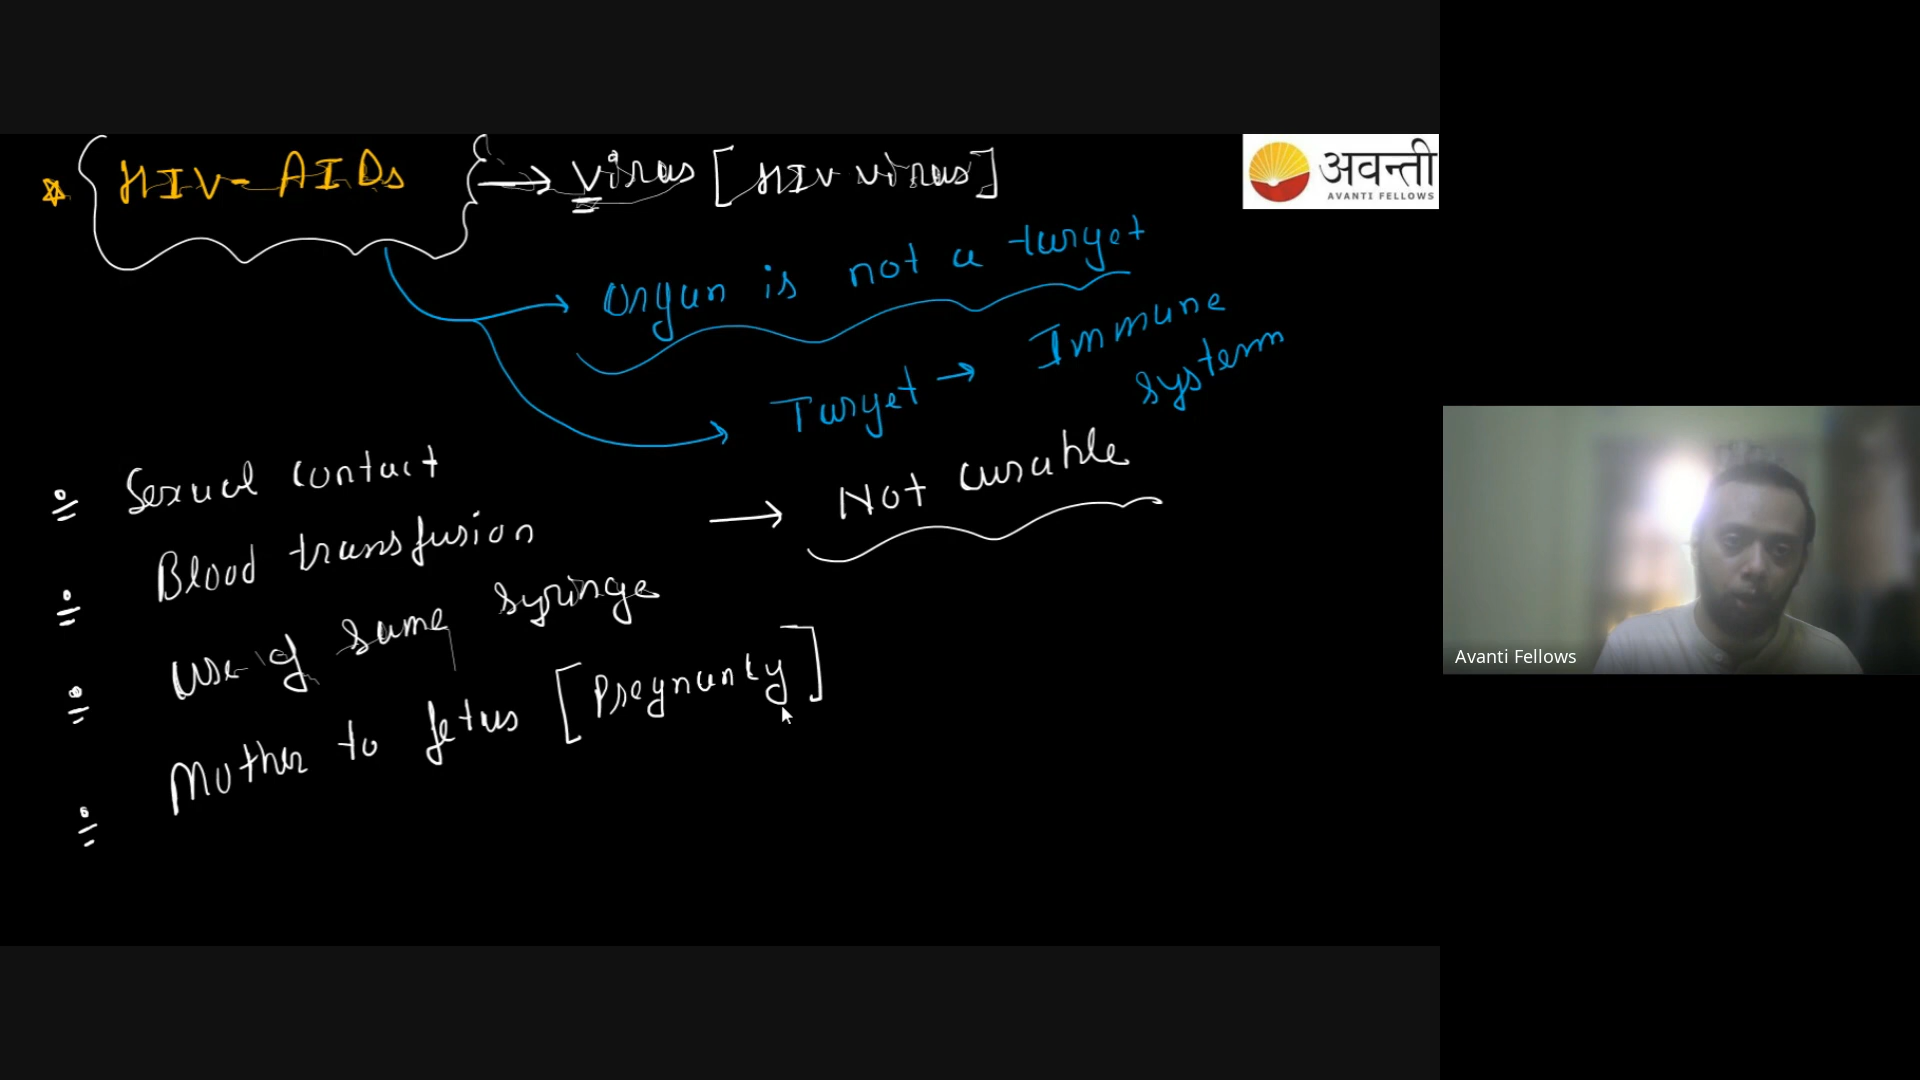 HIV-AIDs → Virus [HIV virus]
अवन्ती
AVANTI FELLOWS
Organ is not a target
Target → Immune system
Sexual contact
→ Not curable
Blood transfusion
Use of same syringe
Mother to fetus [Pregnancy]
Avanti Fellows